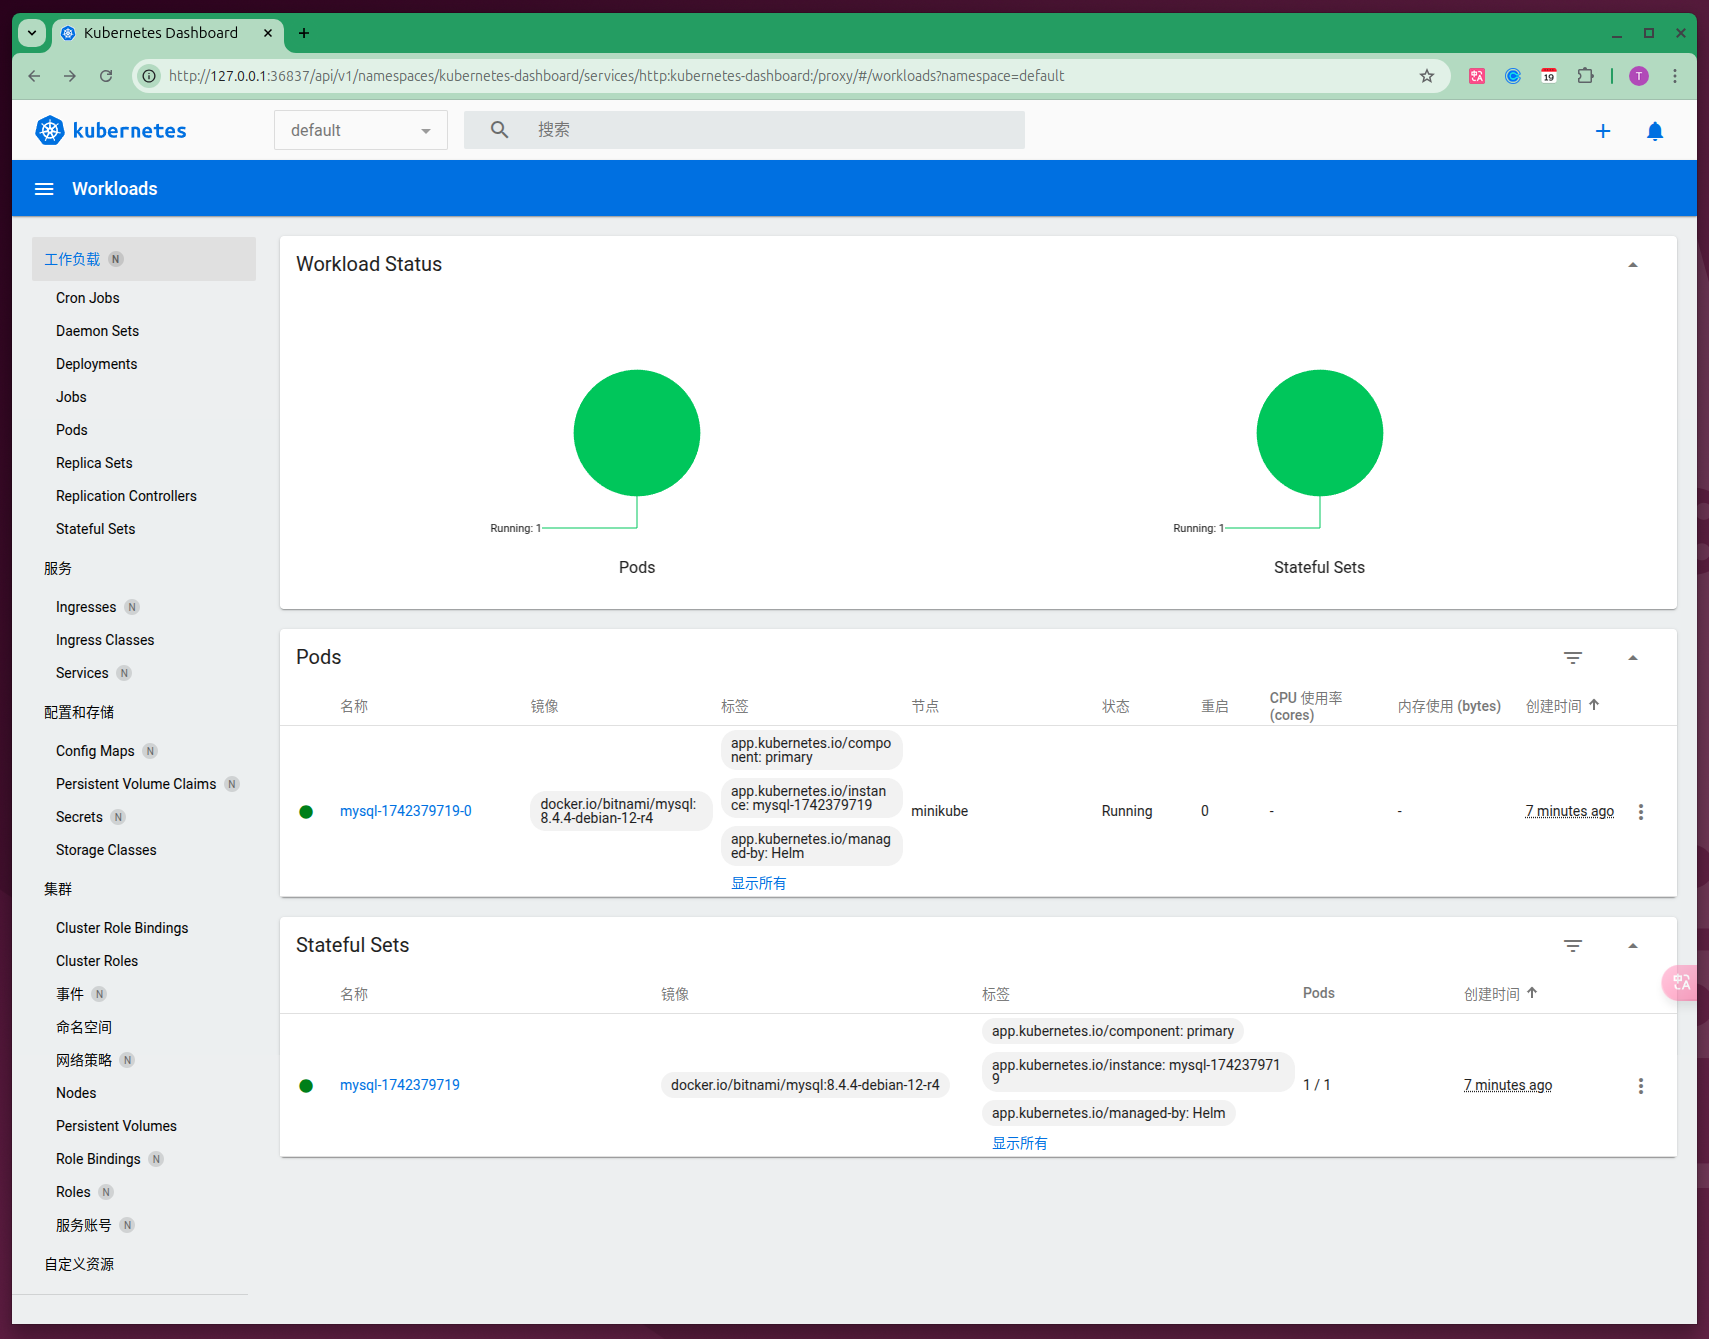 Kubernetes Dashboard
http://127.0.0.1:36837/api/v1/namespaces/kubernetes-dashboard/services/http:kubernetes-dashboard:/proxy/#/workloads?namespace=default
19
T
kubernetes
default
搜索
Workloads
工作负载 N
Cron Jobs
Daemon Sets
Deployments
Jobs
Pods
Replica Sets
Replication Controllers
Stateful Sets
服务
Ingresses N
Ingress Classes
Services N
配置和存储
Config Maps N
Persistent Volume Claims N
Secrets N
Storage Classes
集群
Cluster Role Bindings
Cluster Roles
事件 N
命名空间
网络策略 N
Nodes
Persistent Volumes
Role Bindings N
Roles N
服务账号 N
自定义资源
Workload Status
Running: 1
Pods
Running: 1
Stateful Sets
Pods
名称 镜像 标签 节点 状态 重启 CPU 使用率 (cores) 内存使用 (bytes) 创建时间
mysql-1742379719-0
docker.io/bitnami/mysql:
8.4.4-debian-12-r4
app.kubernetes.io/compo
nent: primary
app.kubernetes.io/instan
ce: mysql-1742379719
app.kubernetes.io/manag
ed-by: Helm
显示所有
minikube
Running
0
-
-
7 minutes ago
Stateful Sets
名称 镜像 标签 Pods 创建时间
mysql-1742379719
docker.io/bitnami/mysql:8.4.4-debian-12-r4
app.kubernetes.io/component: primary
app.kubernetes.io/instance: mysql-174237971
9
app.kubernetes.io/managed-by: Helm
显示所有
1 / 1
7 minutes ago